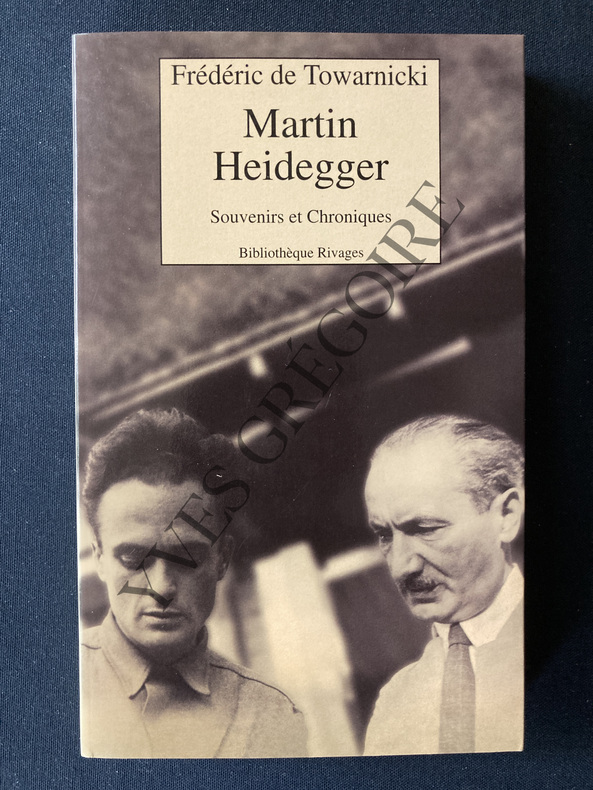 Frédéric de Towarnicki
Martin
Heidegger
Souvenirs et Chroniques
Bibliothèque Rivages
YVES GRÉGOIRE